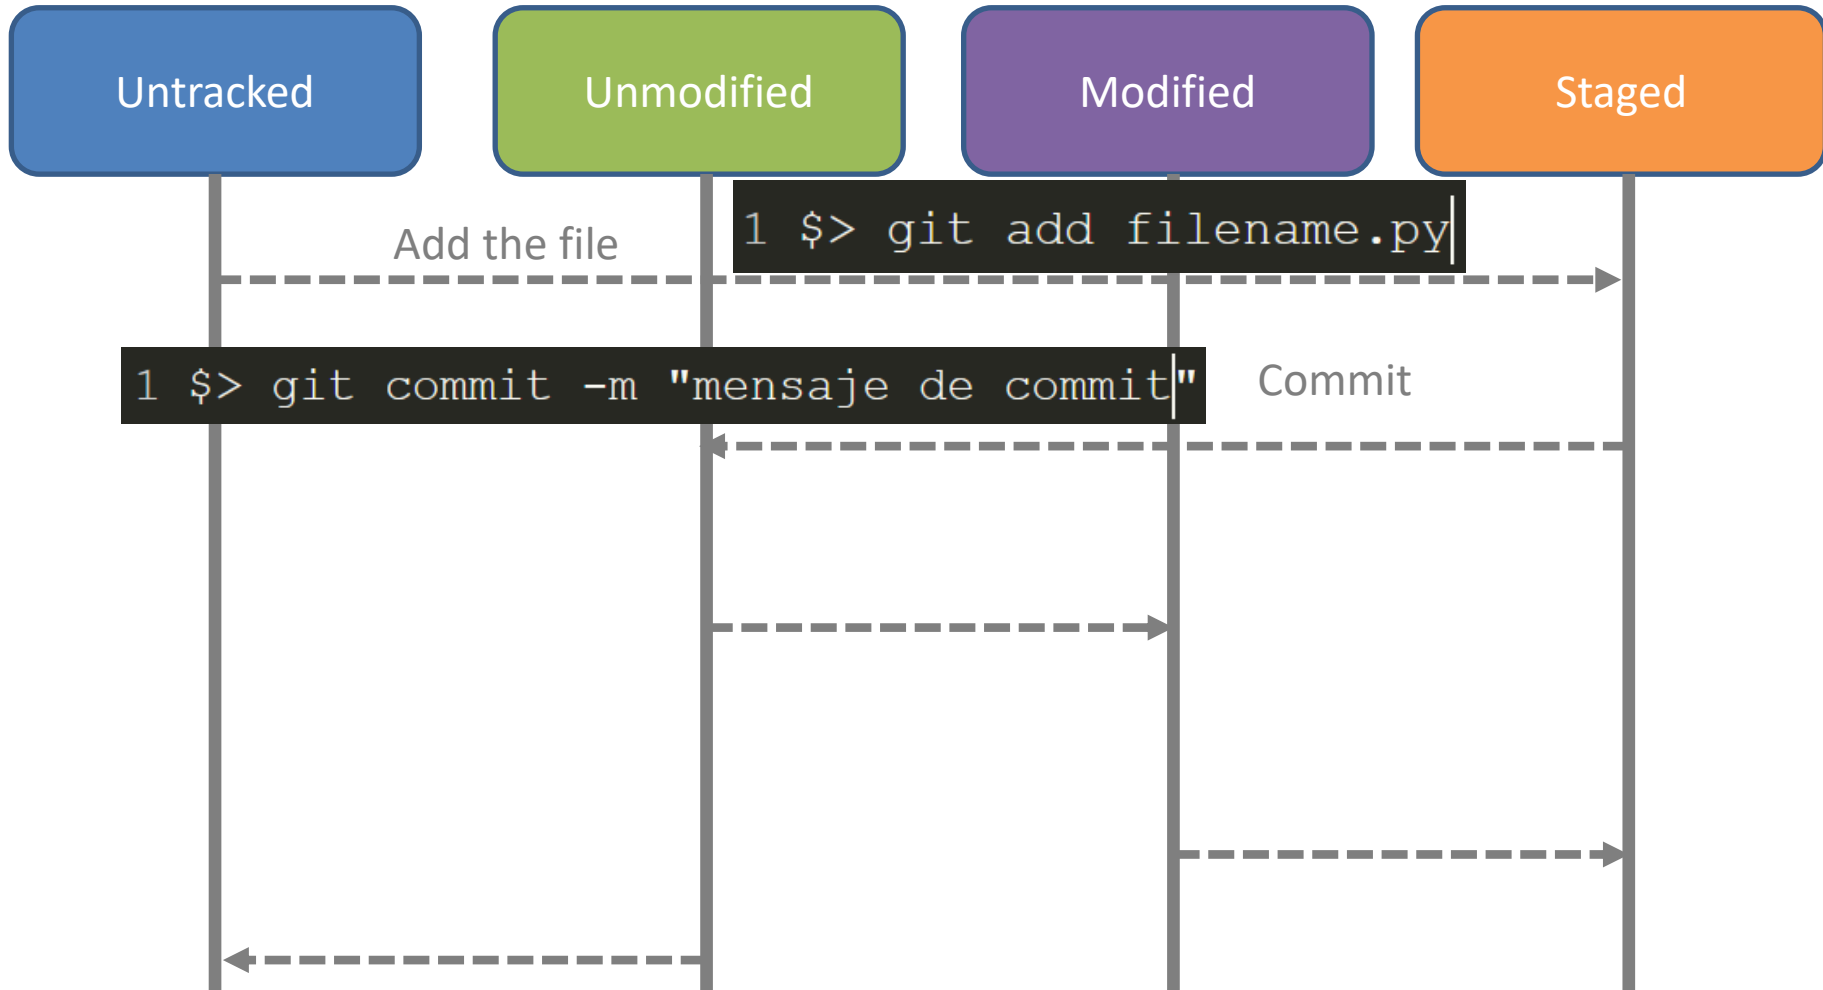 Untracked
Unmodified
Modified
Staged
Add the file
1 $> git add filename.py
1 $> git commit -m "mensaje de commit"
Commit